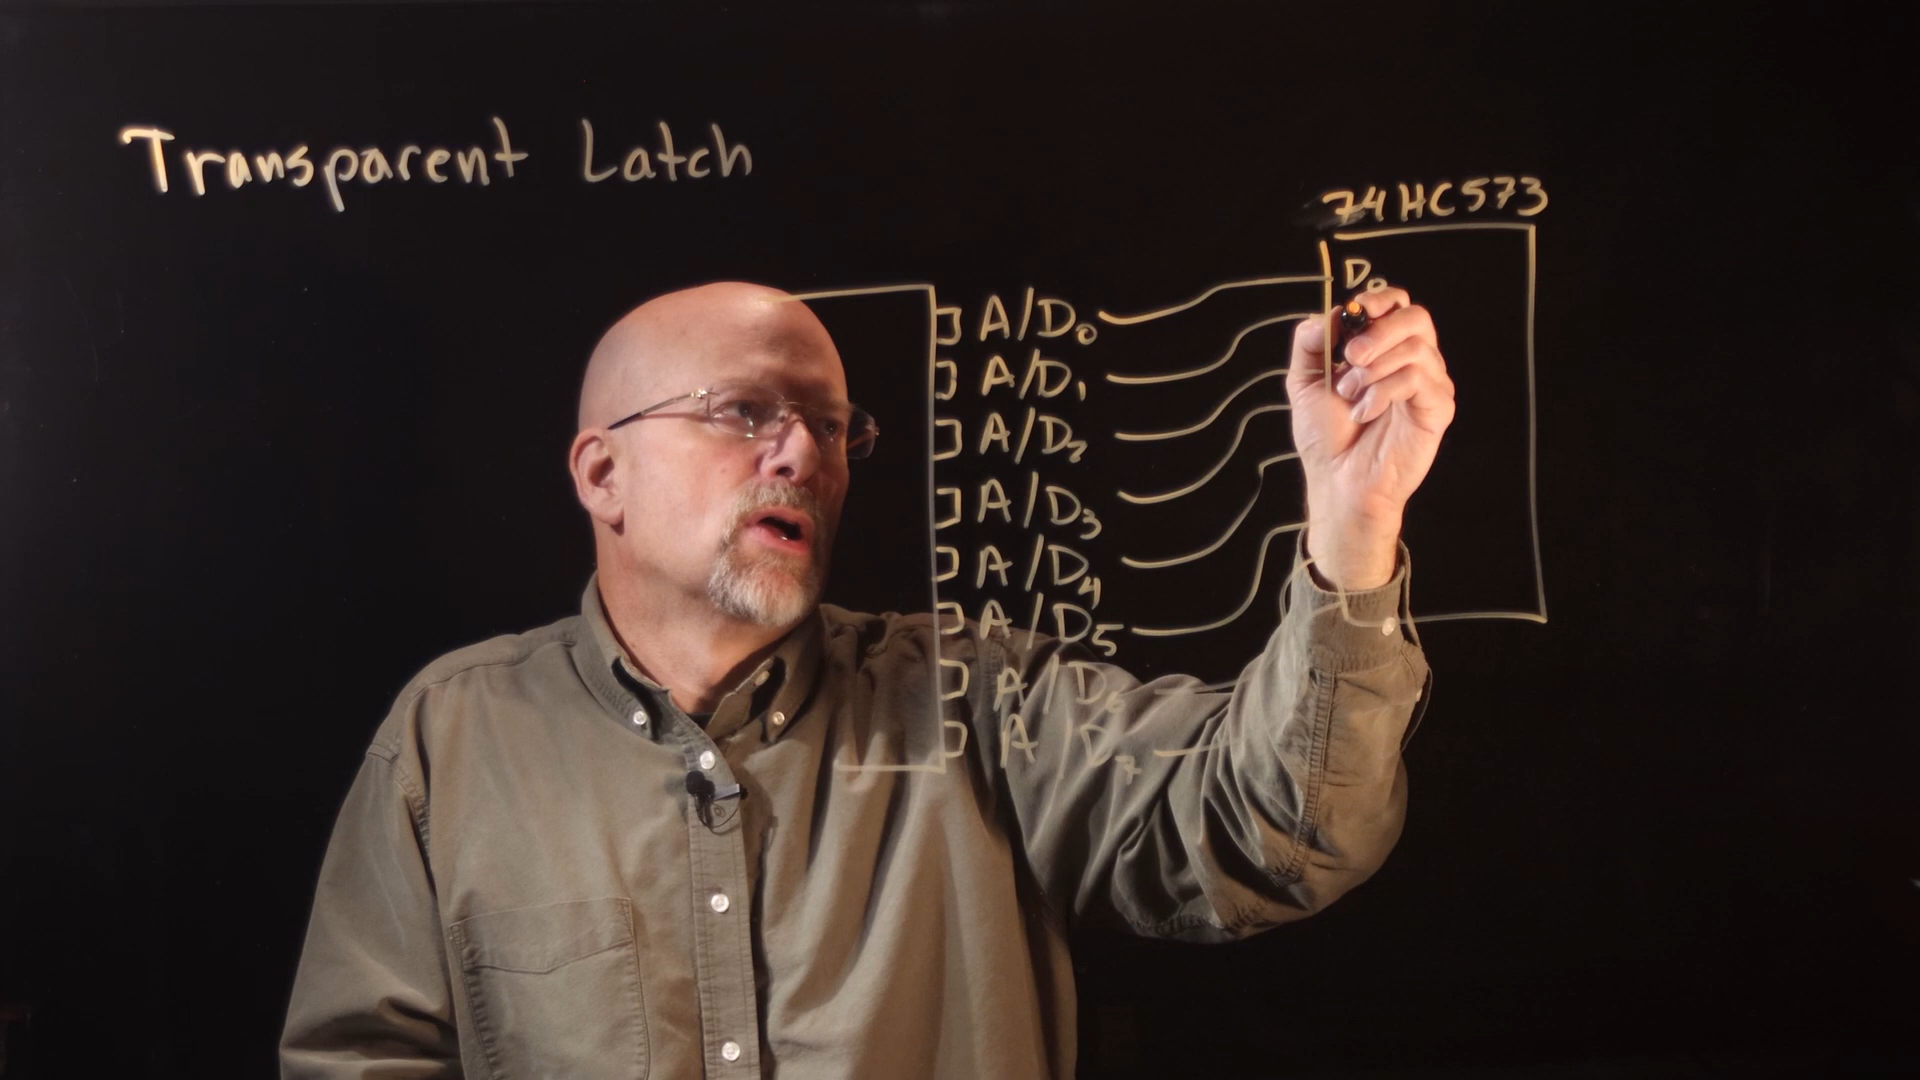 Transparent Latch
74HC573
D₀
A/D₀
A/D₁
A/D₂
A/D₃
A/D₄
A/D₅
A/D₆
A/D₇